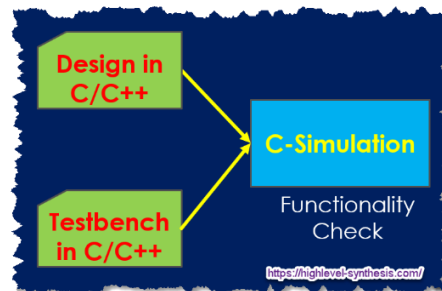 Design in
C/C++
C-Simulation
Functionality
Check
Testbench
in C/C++
https://highlevel-synthesis.com/